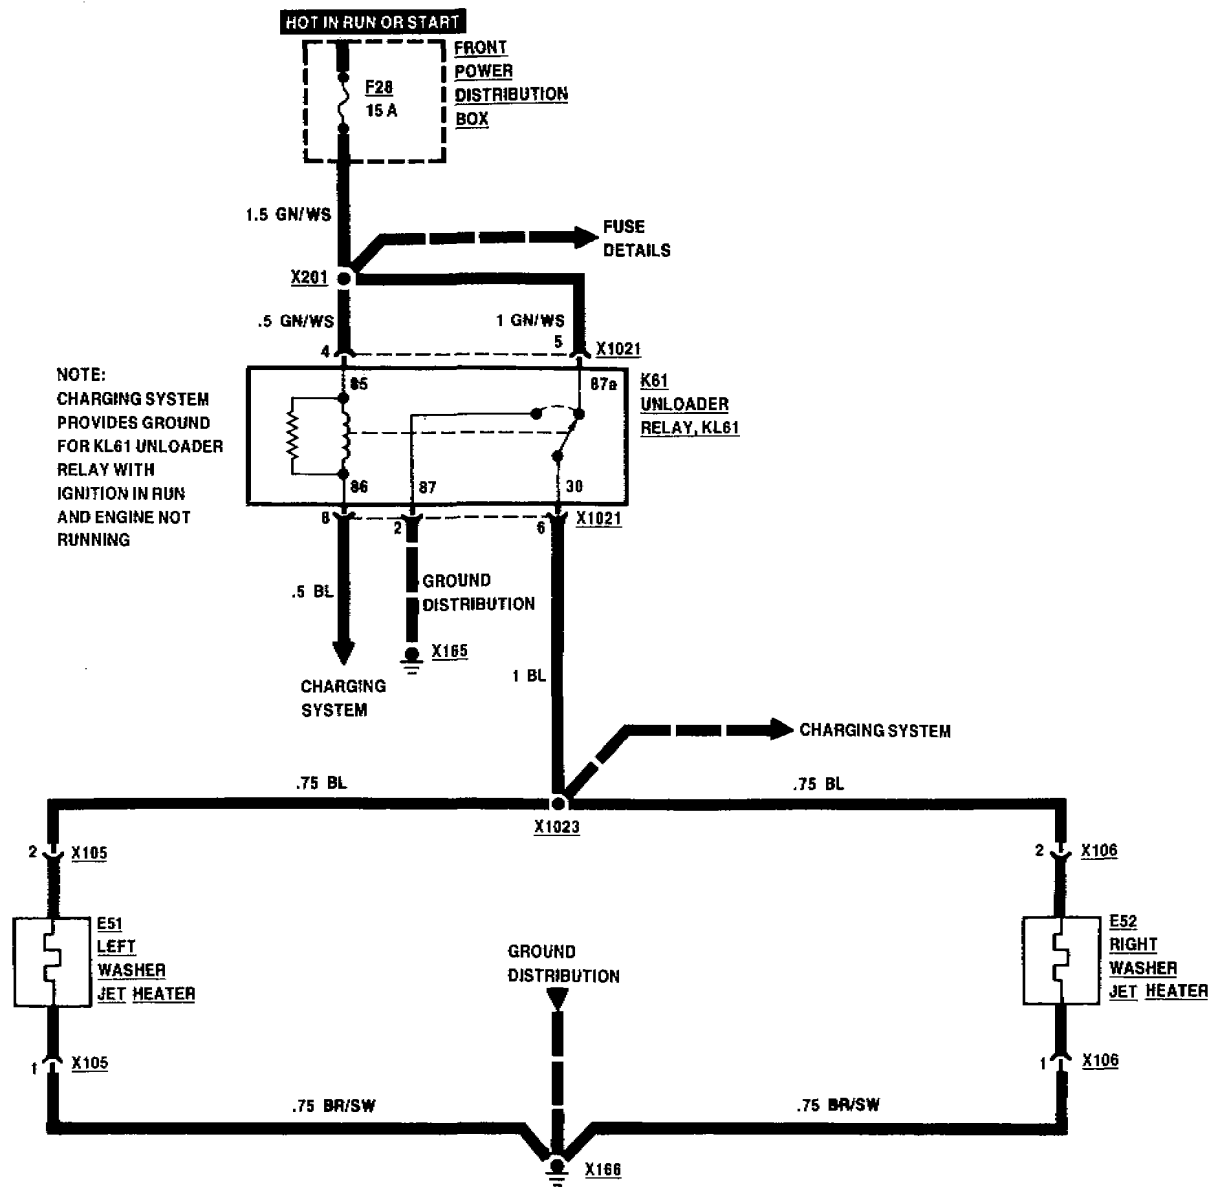 HOT IN RUN OR START
FRONT
POWER
DISTRIBUTION
BOX
F28
15 A
1.5 GN/WS
FUSE
DETAILS
X201
.5 GN/WS
1 GN/WS
4
5
X1021
NOTE:
CHARGING SYSTEM
PROVIDES GROUND
FOR KL61 UNLOADER
RELAY WITH
IGNITION IN RUN
AND ENGINE NOT
RUNNING
85
87a
K61
UNLOADER
RELAY, KL61
86
87
30
8
2
6
X1021
.5 BL
GROUND
DISTRIBUTION
X165
1 BL
CHARGING
SYSTEM
CHARGING SYSTEM
.75 BL
.75 BL
X1023
2
X105
2
X106
E51
LEFT
WASHER
JET HEATER
E52
RIGHT
WASHER
JET HEATER
GROUND
DISTRIBUTION
1
X105
1
X106
.75 BR/SW
.75 BR/SW
X166